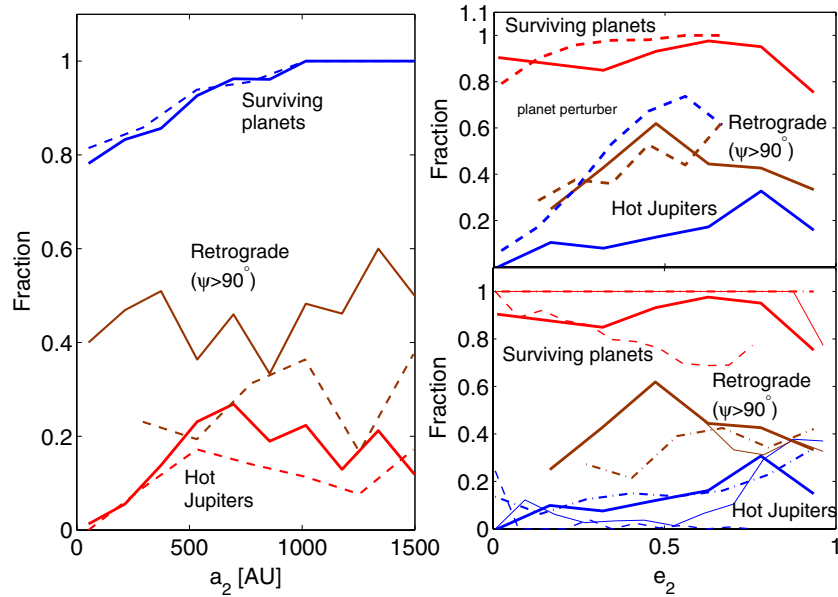 1
0.8
0.6
0.4
0.2
0
Fraction
Surviving
planets
Retrograde
(ψ>90°)
Hot
Jupiters
0
500
1000
1500
a2 [AU]
1.1
1
0.8
0.6
0.4
0.2
Fraction
Surviving planets
planet perturber
Retrograde
(ψ>90°)
Hot Jupiters
1
0.8
0.6
0.4
0.2
0
Fraction
Surviving planets
Retrograde
(ψ>90°)
Hot Jupiters
0
0.5
1
e2